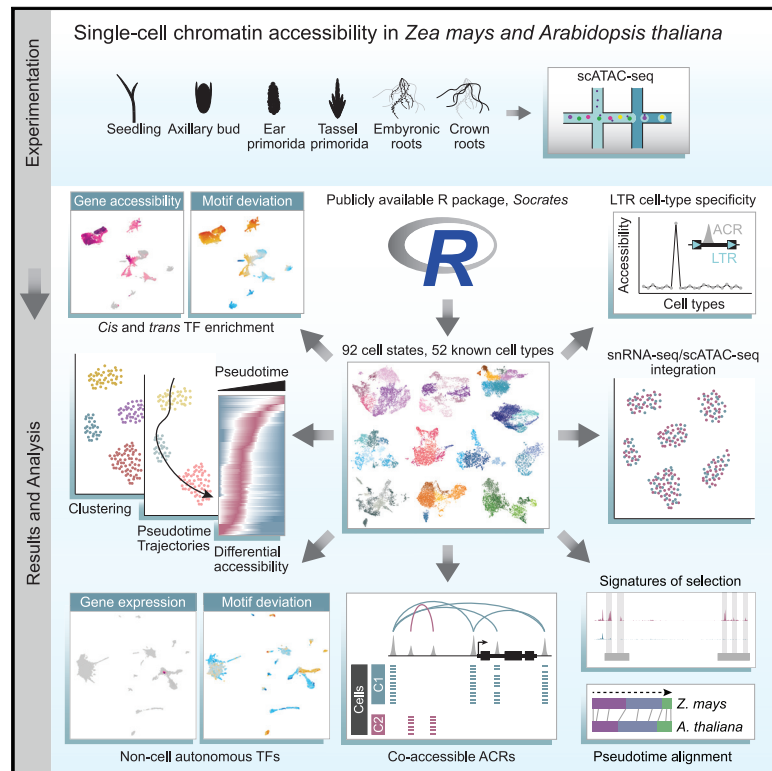 Experimentation
Single-cell chromatin accessibility in Zea mays and Arabidopsis thaliana
scATAC-seq
Seedling
Axillary bud
Ear
primorida
Tassel
primorida
Embyronic
roots
Crown
roots
Results and Analysis
Gene accessibility
Motif deviation
Cis and trans TF enrichment
Publicly available R package, Socrates
R
LTR cell-type specificity
Accessibility
ACR
LTR
Cell types
92 cell states, 52 known cell types
Pseudotime
Clustering
Pseudotime
Trajectories
Differential
accessibility
snRNA-seq/scATAC-seq
integration
Gene expression
Motif deviation
Non-cell autonomous TFs
Cells
C1
C2
Co-accessible ACRs
Signatures of selection
Z. mays
A. thaliana
Pseudotime alignment